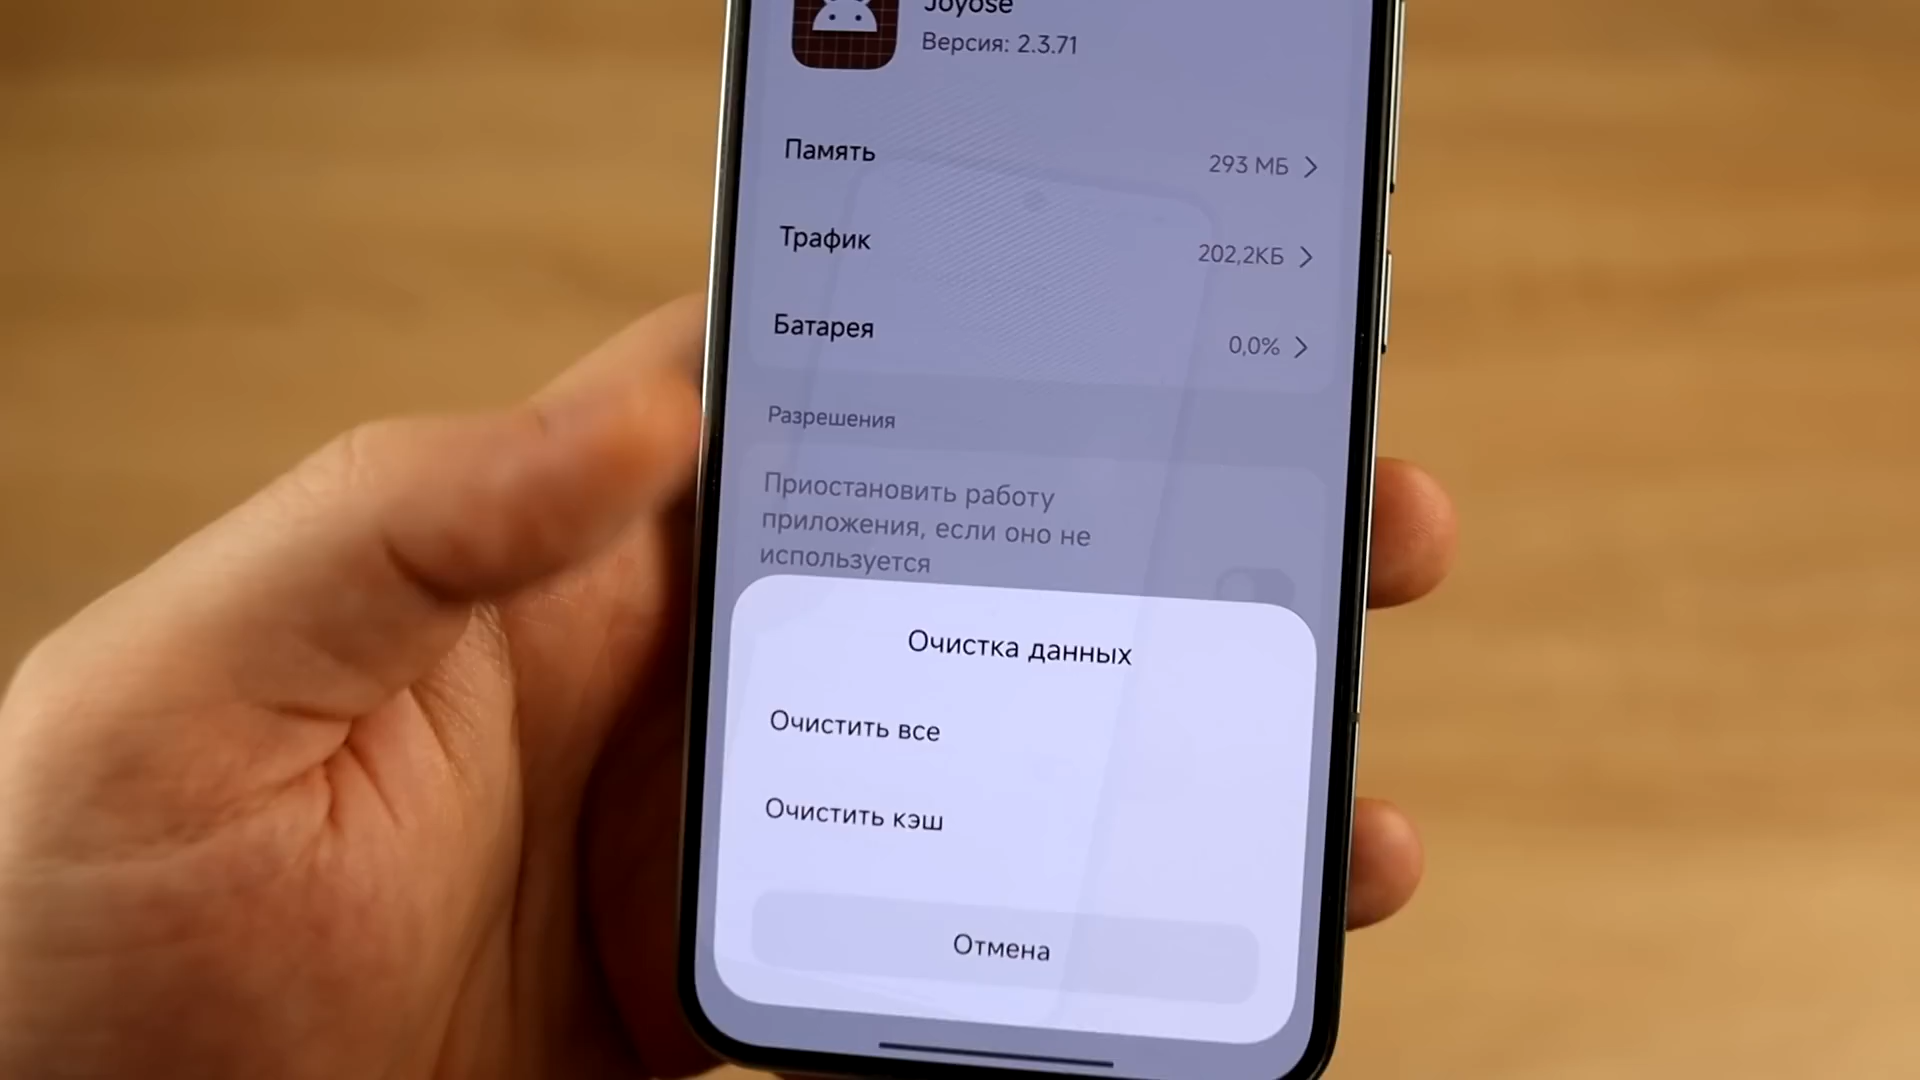 Joyose
Версия: 2.3.71
Память
293 МБ
Трафик
202,2КБ
Батарея
0,0%
Разрешения
Приостановить работу
приложения, если оно не
используется
Очистка данных
Очистить все
Очистить кэш
Отмена